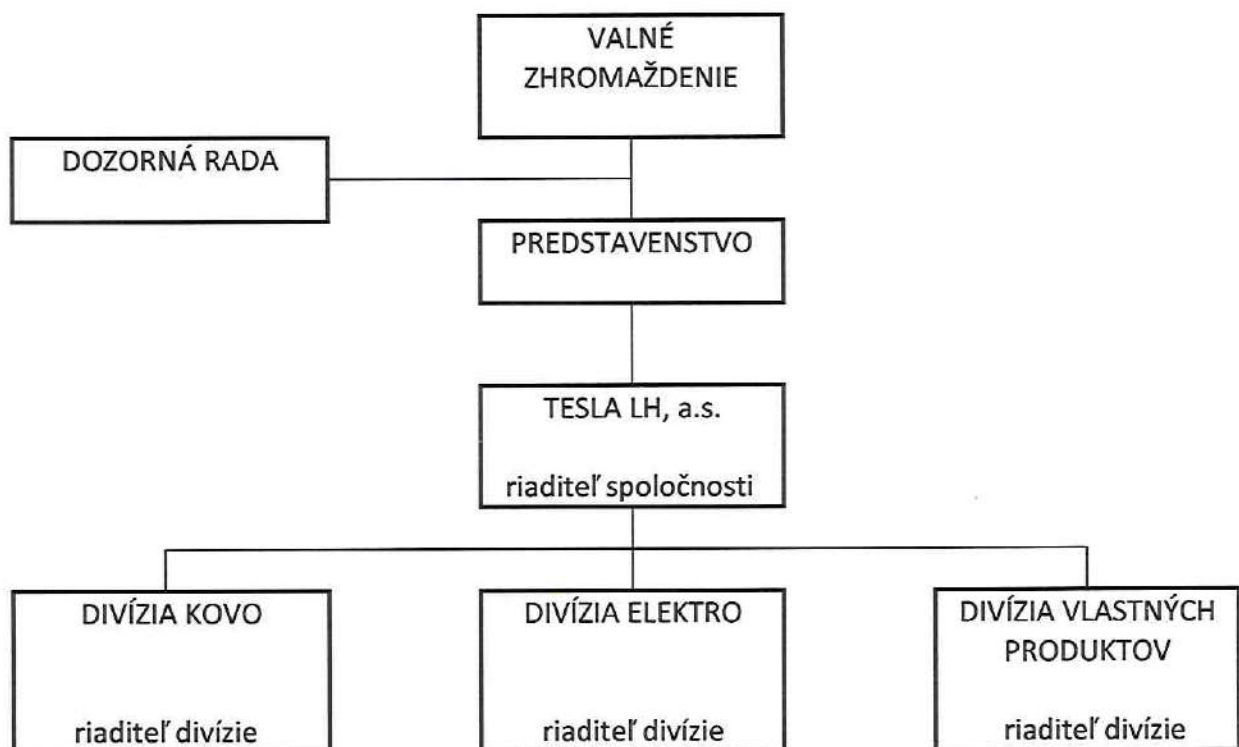 VALNÉ
ZHROMAŽDENIE
DOZORNÁ RADA
PREDSTAVENSTVO
TESLA LH, a.s.
riaditeľ spoločnosti
DIVÍZIA KOVO
riaditeľ divízie
DIVÍZIA ELEKTRO
riaditeľ divízie
DIVÍZIA VLASTNÝCH
PRODUKTOV
riaditeľ divízie